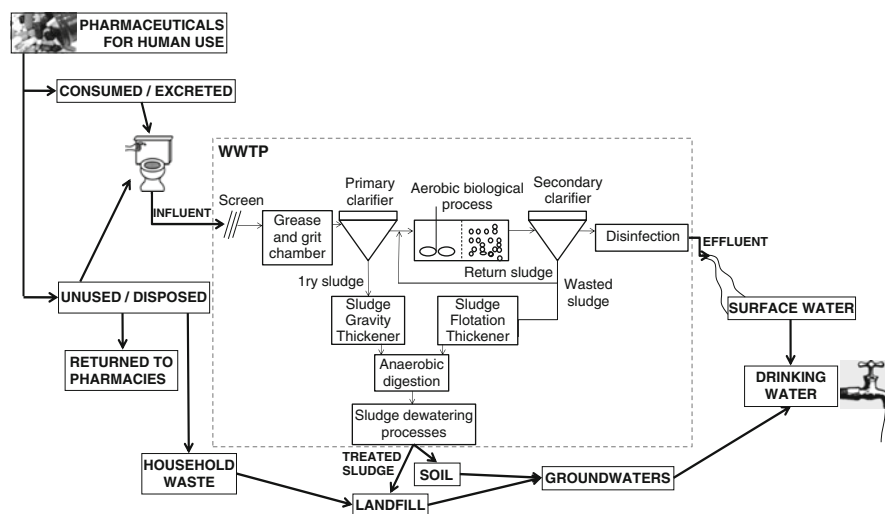 PHARMACEUTICALS
FOR HUMAN USE
CONSUMED / EXCRETED
WWTP
INFLUENT
Screen
Grease
and grit
chamber
Primary
clarifier
Aerobic biological
process
Secondary
clarifier
Disinfection
EFFLUENT
Return sludge
1ry sludge
Wasted
sludge
Sludge
Gravity
Thickener
Sludge
Flotation
Thickener
Anaerobic
digestion
Sludge dewatering
processes
UNUSED / DISPOSED
RETURNED TO
PHARMACIES
SURFACE WATER
DRINKING
WATER
HOUSEHOLD
WASTE
TREATED
SLUDGE
SOIL
LANDFILL
GROUNDWATERS